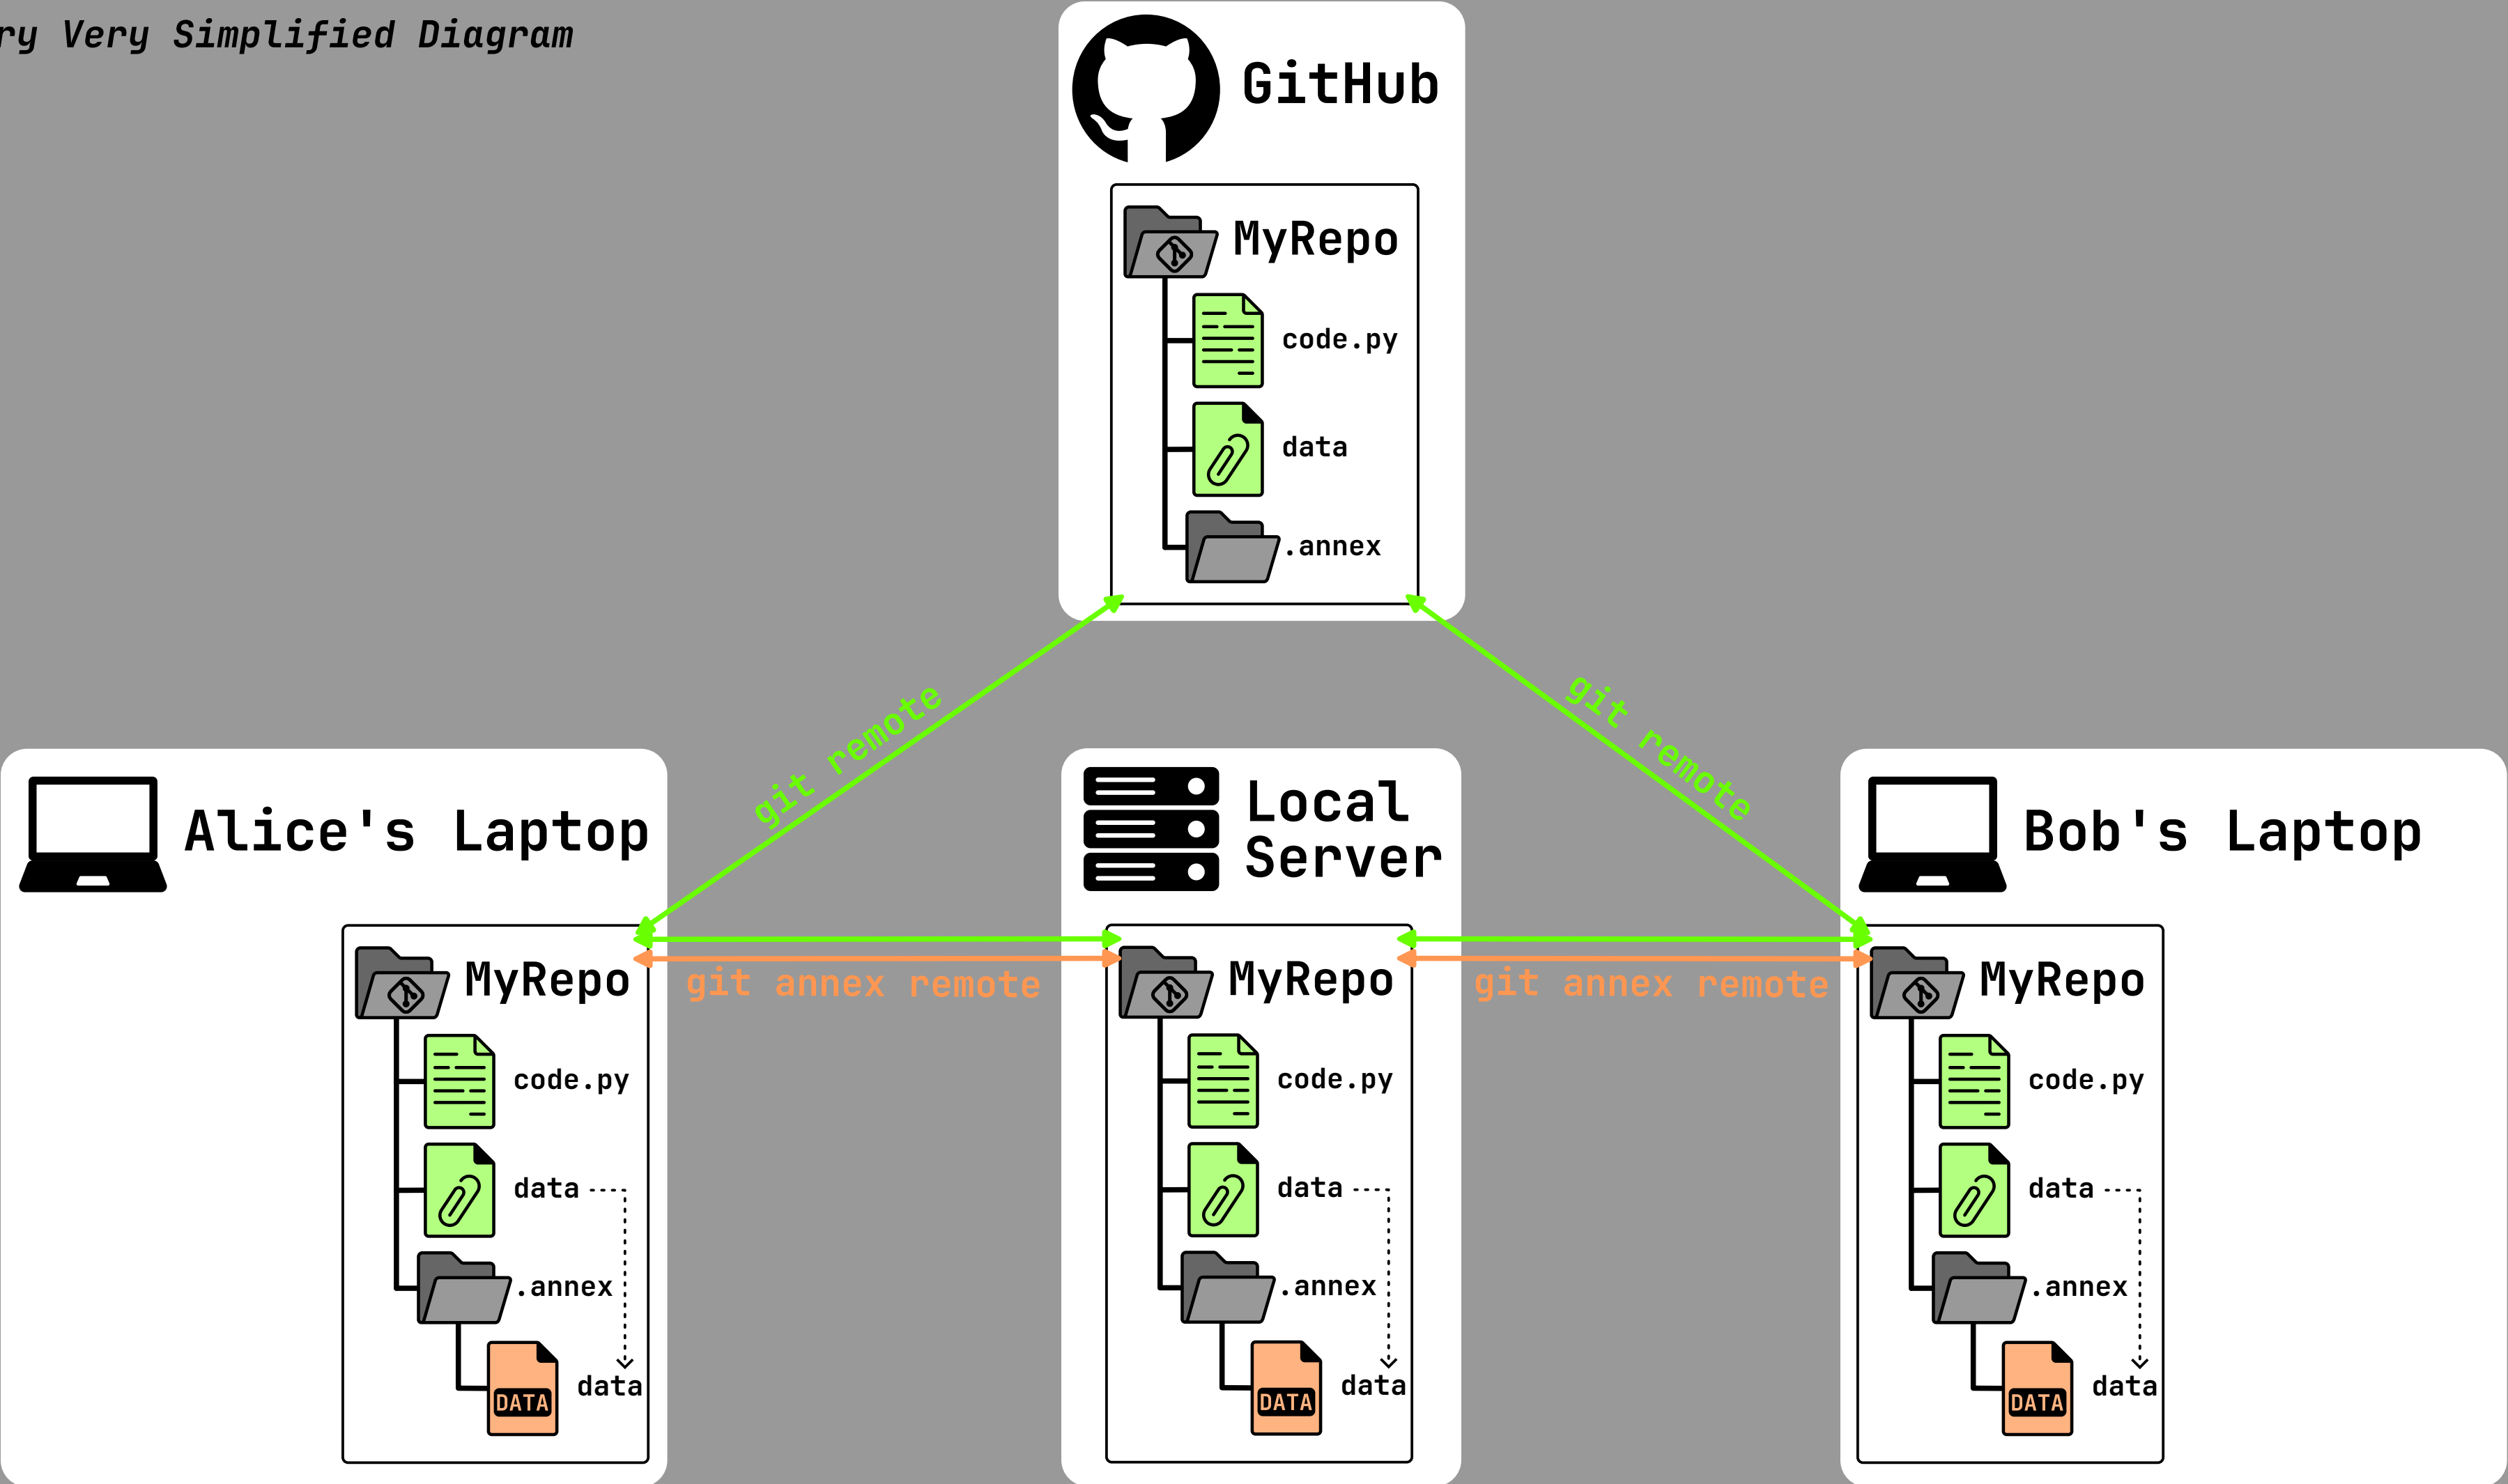 Very Simplified Diagram
GitHub
MyRepo
code.py
data
.annex
git remote
git remote
Alice's Laptop
MyRepo
code.py
data
.annex
DATA
data
git annex remote
Local
Server
MyRepo
code.py
data
.annex
DATA
data
git annex remote
Bob's Laptop
MyRepo
code.py
data
.annex
DATA
data